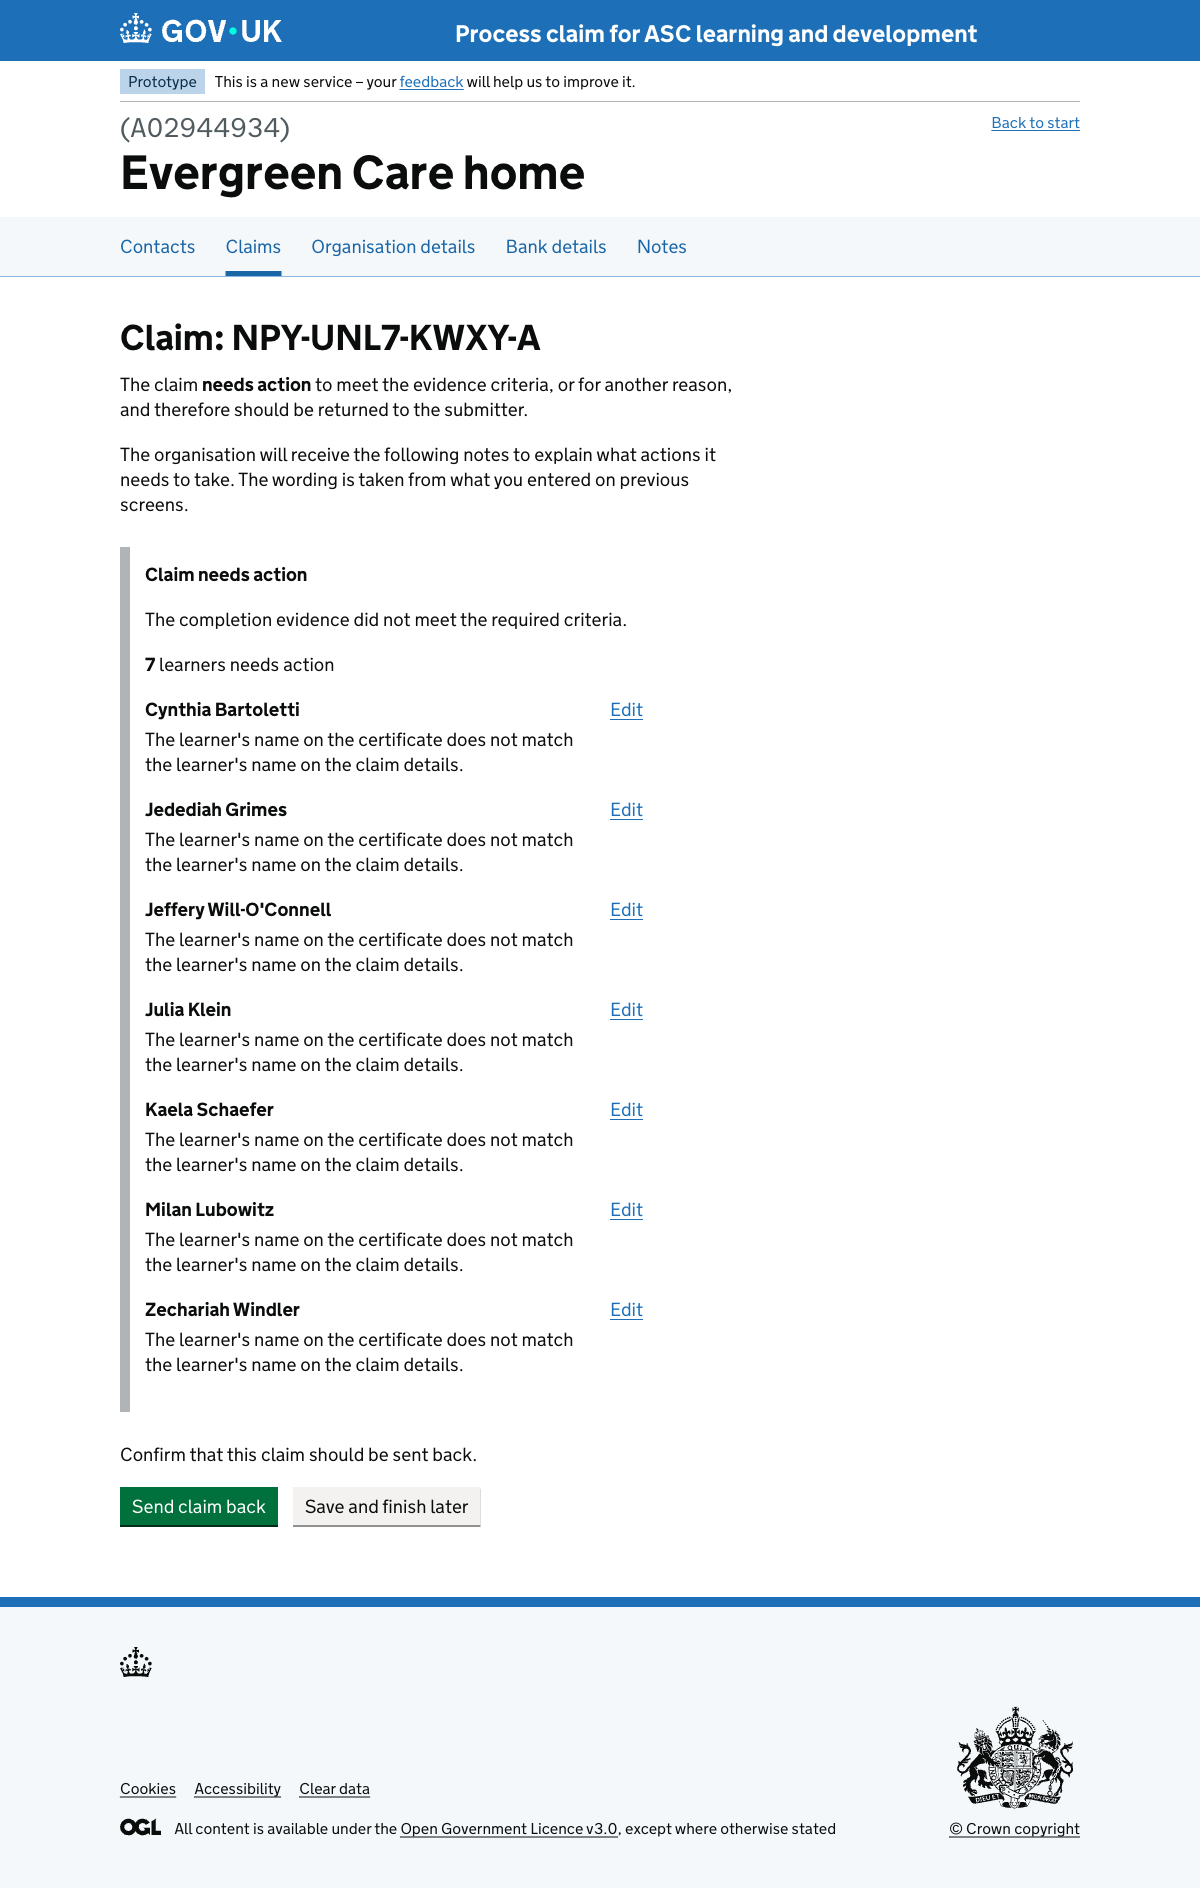 GOV·UK
Process claim for ASC learning and development
Prototype This is a new service – your feedback will help us to improve it.
(A02944934)
Back to start
Evergreen Care home
Contacts Claims Organisation details Bank details Notes
Claim: NPY-UNL7-KWXY-A
The claim needs action to meet the evidence criteria, or for another reason,
and therefore should be returned to the submitter.
The organisation will receive the following notes to explain what actions it
needs to take. The wording is taken from what you entered on previous
screens.
Claim needs action
The completion evidence did not meet the required criteria.
7 learners needs action
Cynthia Bartoletti Edit
The learner's name on the certificate does not match
the learner's name on the claim details.
Jedediah Grimes Edit
The learner's name on the certificate does not match
the learner's name on the claim details.
Jeffery Will-O'Connell Edit
The learner's name on the certificate does not match
the learner's name on the claim details.
Julia Klein Edit
The learner's name on the certificate does not match
the learner's name on the claim details.
Kaela Schaefer Edit
The learner's name on the certificate does not match
the learner's name on the claim details.
Milan Lubowitz Edit
The learner's name on the certificate does not match
the learner's name on the claim details.
Zechariah Windler Edit
The learner's name on the certificate does not match
the learner's name on the claim details.
Confirm that this claim should be sent back.
Send claim back Save and finish later
Cookies Accessibility Clear data
OGL All content is available under the Open Government Licence v3.0, except where otherwise stated
© Crown copyright